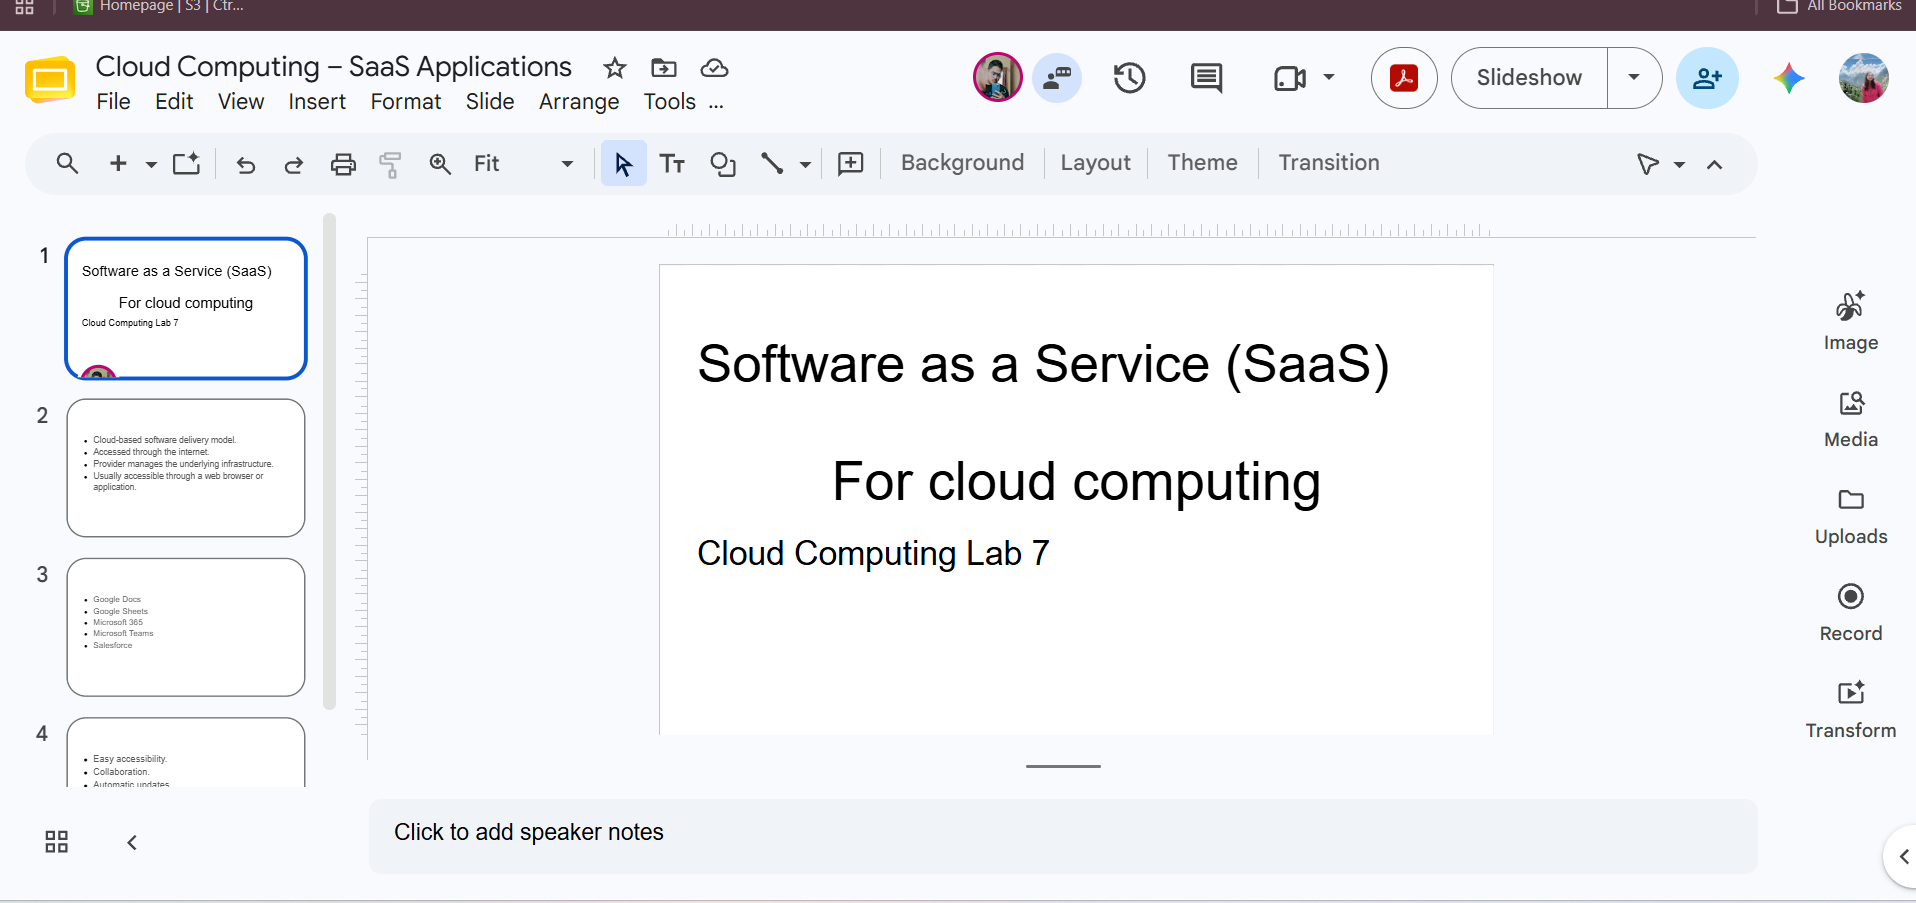 Homepage | S3 | Ctr...
All Bookmarks
Cloud Computing – SaaS Applications
File Edit View Insert Format Slide Arrange Tools ...
Slideshow
Fit
Background Layout Theme Transition
1
Software as a Service (SaaS)
For cloud computing
Cloud Computing Lab 7
2
Cloud-based software delivery model.
Accessed through the internet.
Provider manages the underlying infrastructure.
Usually accessible through a web browser or
application.
3
Google Docs
Google Sheets
Microsoft 365
Microsoft Teams
Salesforce
4
Easy accessibility.
Collaboration.
Automatic updates
Software as a Service (SaaS)
For cloud computing
Cloud Computing Lab 7
Click to add speaker notes
Image
Media
Uploads
Record
Transform